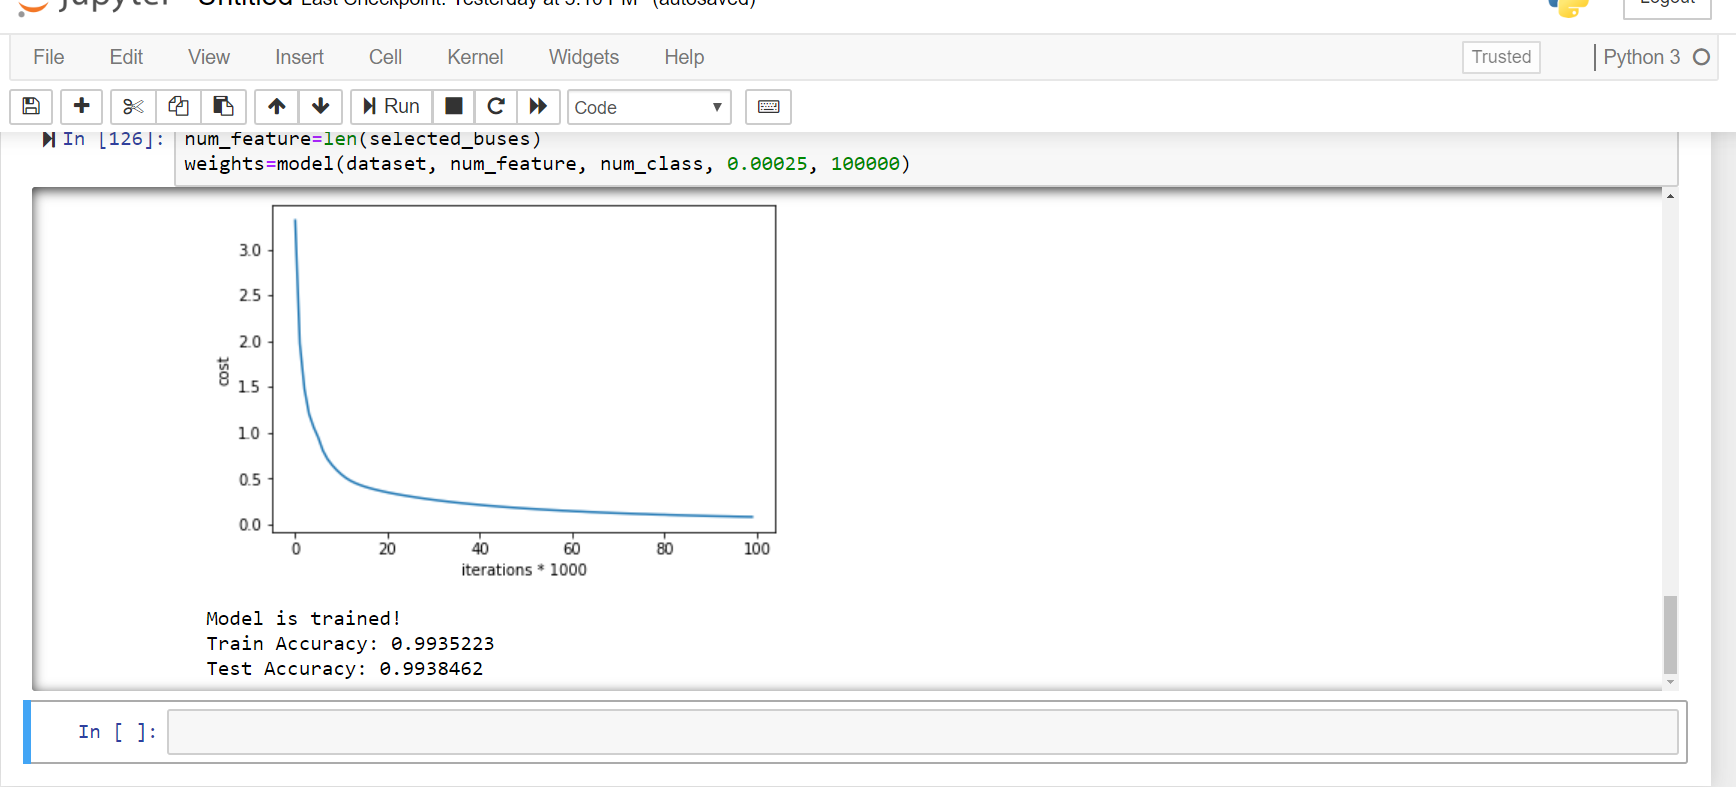 jupyter Untitled Last Checkpoint: Yesterday at 3:10 PM (autosaved) Logout
File Edit View Insert Cell Kernel Widgets Help Trusted Python 3
Run Code
In [126]: num_feature=len(selected_buses)
weights=model(dataset, num_feature, num_class, 0.00025, 100000)
3.0
2.5
2.0
cost
1.5
1.0
0.5
0.0
0 20 40 60 80 100
iterations * 1000
Model is trained!
Train Accuracy: 0.9935223
Test Accuracy: 0.9938462
In [ ]: